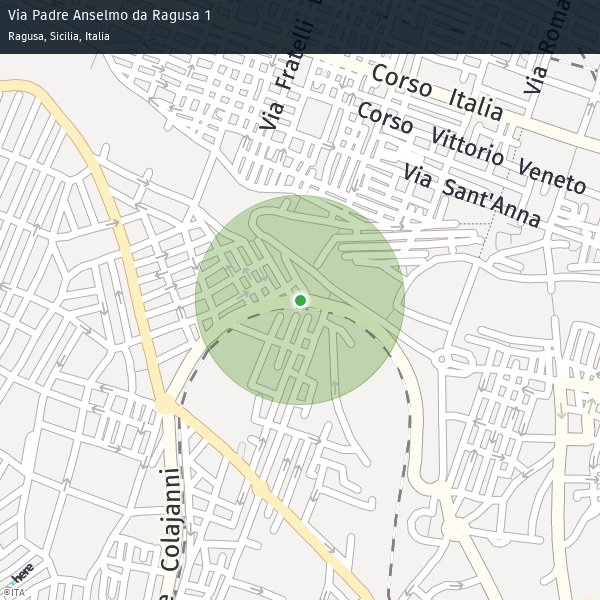 Via Padre Anselmo da Ragusa 1
Ragusa, Sicilia, Italia
Via Fratelli
Via Roma
Corso Italia
Corso Vittorio Veneto
Via Sant'Anna
Colajanni
here
©ITA